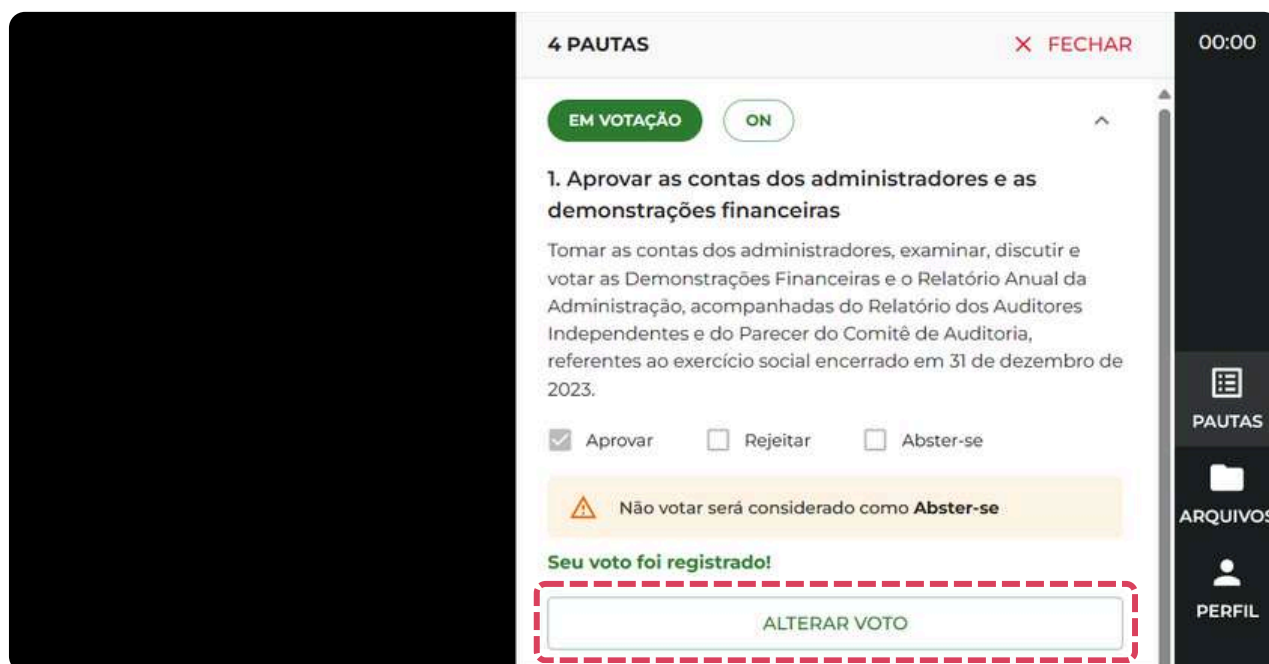 4 PAUTAS
FECHAR
00:00
EM VOTAÇÃO
ON
1. Aprovar as contas dos administradores e as
demonstrações financeiras
Tomar as contas dos administradores, examinar, discutir e
votar as Demonstrações Financeiras e o Relatório Anual da
Administração, acompanhadas do Relatório dos Auditores
Independentes e do Parecer do Comitê de Auditoria,
referentes ao exercício social encerrado em 31 de dezembro de
2023.
Aprovar
Rejeitar
Abster-se
Não votar será considerado como Abster-se
Seu voto foi registrado!
ALTERAR VOTO
PAUTAS
ARQUIVOS
PERFIL